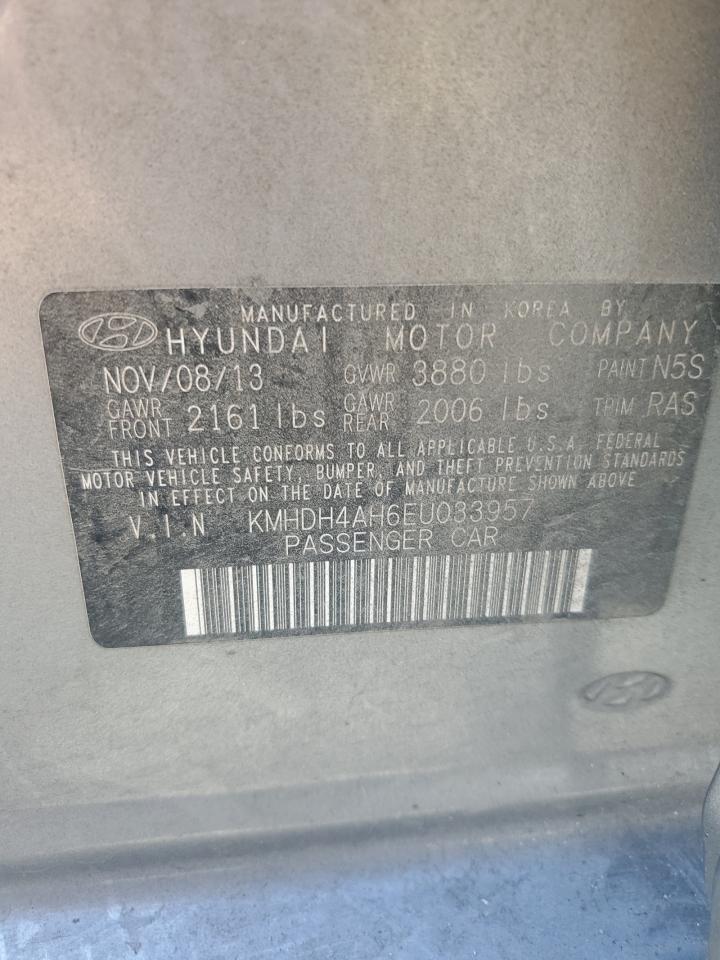 MANUFACTURED IN KOREA BY
HYUNDAI MOTOR COMPANY
NOV/08/13 GVWR 3880 lbs PAINT N5S
GAWR FRONT 2161 lbs GAWR REAR 2006 lbs TRIM RAS
THIS VEHICLE CONFORMS TO ALL APPLICABLE U.S.A. FEDERAL
MOTOR VEHICLE SAFETY, BUMPER, AND THEFT PREVENTION STANDARDS
IN EFFECT ON THE DATE OF MANUFACTURE SHOWN ABOVE
V.I.N KMHDH4AH6EU033957
PASSENGER CAR